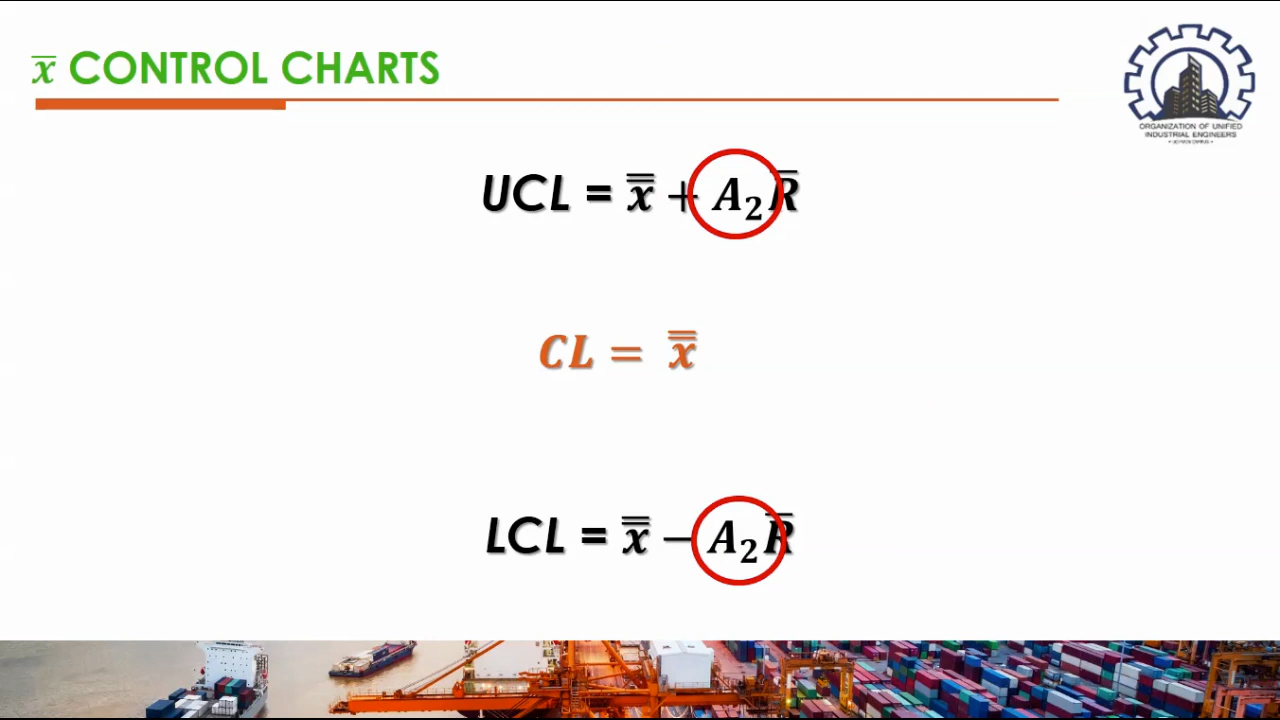 x̅ CONTROL CHARTS
ORGANIZATION OF UNIFIED
INDUSTRIAL ENGINEERS
UCL = x̿ + A₂R̅
CL = x̿
LCL = x̿ − A₂R̅